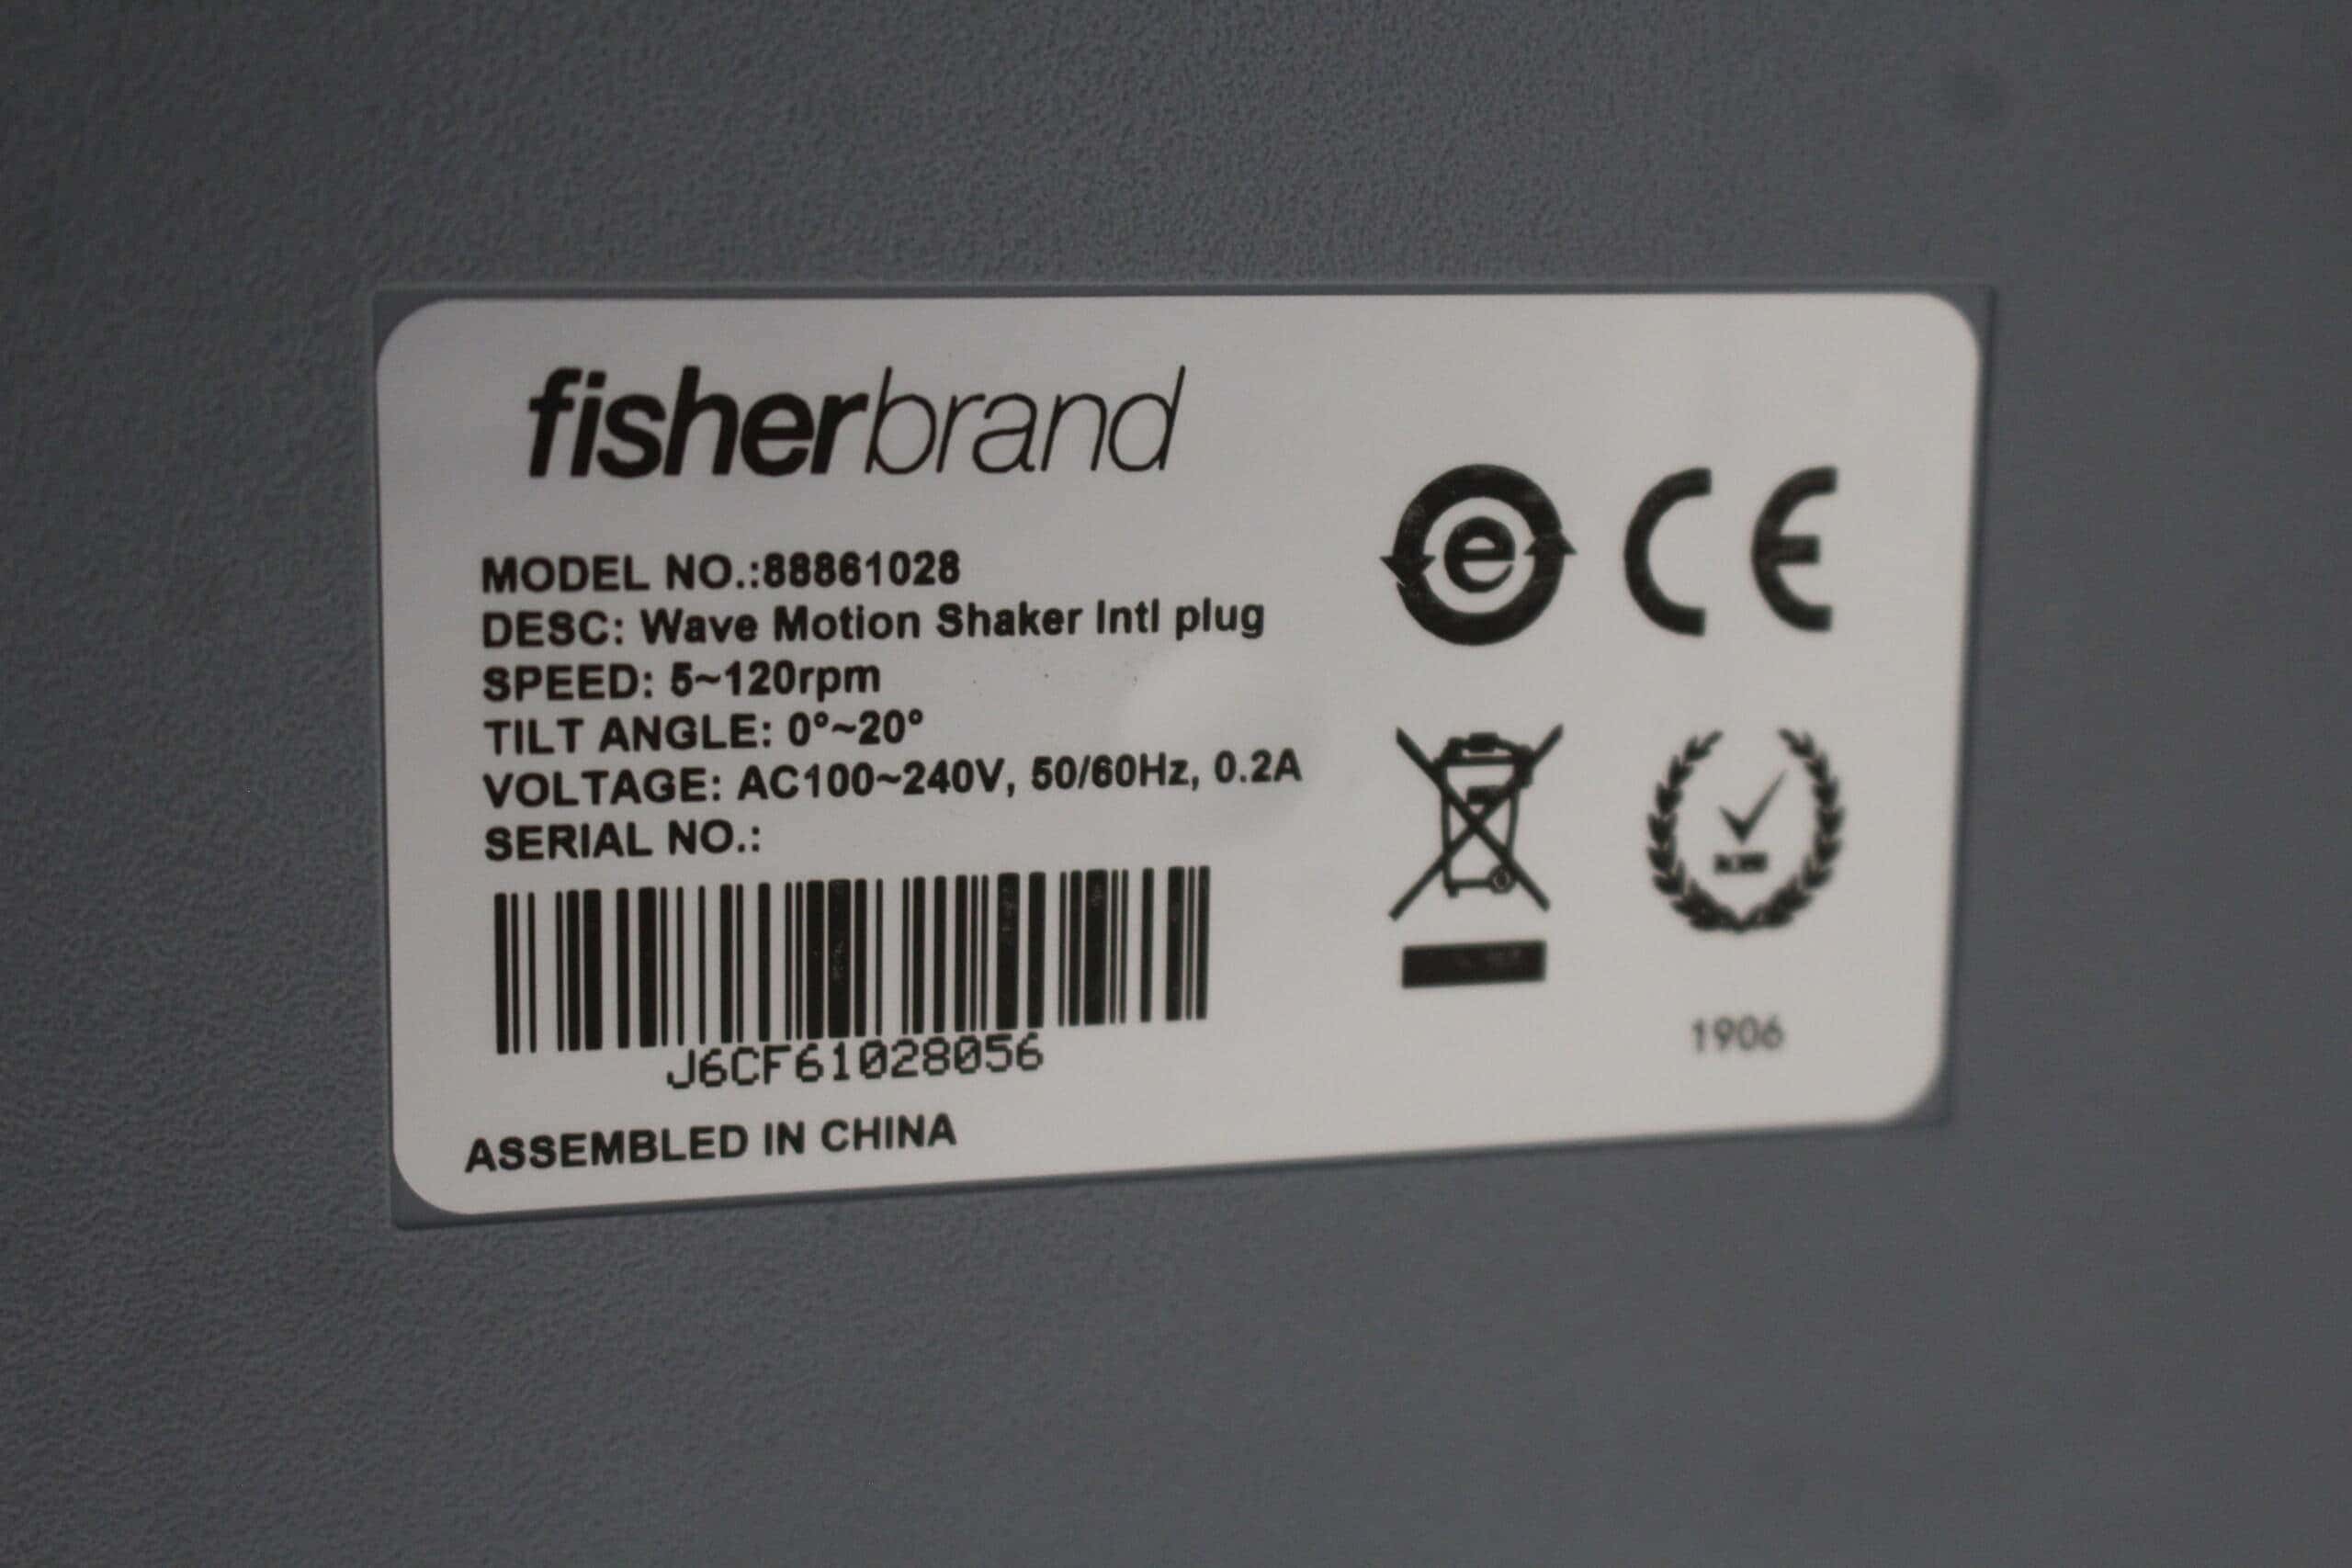 fisherbrand
MODEL NO.:88861028
DESC: Wave Motion Shaker Intl plug
SPEED: 5~120rpm
TILT ANGLE: 0°~20°
VOLTAGE: AC100~240V, 50/60Hz, 0.2A
SERIAL NO.:
J6CF61028056
ASSEMBLED IN CHINA
e CE
1906